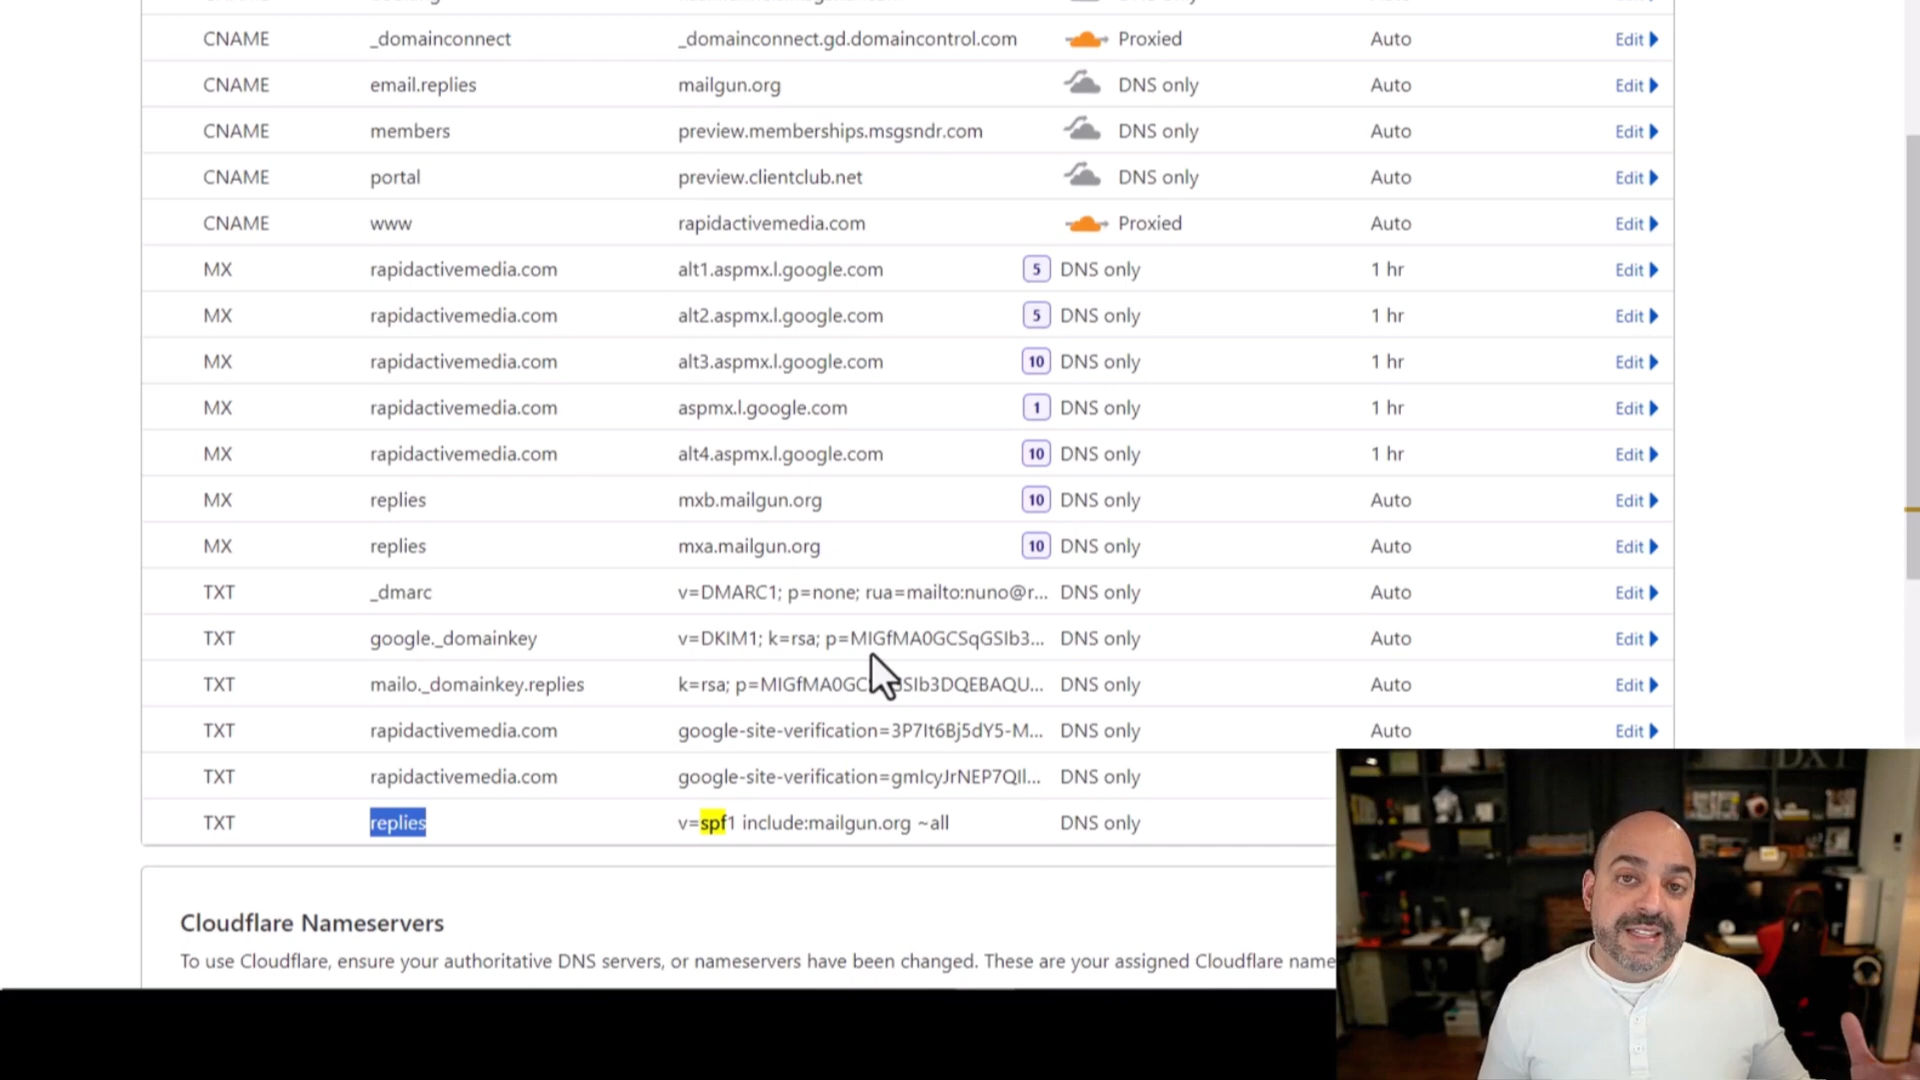 CNAME _domainconnect _domainconnect.gd.domaincontrol.com Proxied Auto Edit
CNAME email.replies mailgun.org DNS only Auto Edit
CNAME members preview.memberships.msgsndr.com DNS only Auto Edit
CNAME portal preview.clientclub.net DNS only Auto Edit
CNAME www rapidactivemedia.com Proxied Auto Edit
MX rapidactivemedia.com alt1.aspmx.l.google.com 5 DNS only 1 hr Edit
MX rapidactivemedia.com alt2.aspmx.l.google.com 5 DNS only 1 hr Edit
MX rapidactivemedia.com alt3.aspmx.l.google.com 10 DNS only 1 hr Edit
MX rapidactivemedia.com aspmx.l.google.com 1 DNS only 1 hr Edit
MX rapidactivemedia.com alt4.aspmx.l.google.com 10 DNS only 1 hr Edit
MX replies mxb.mailgun.org 10 DNS only Auto Edit
MX replies mxa.mailgun.org 10 DNS only Auto Edit
TXT _dmarc v=DMARC1; p=none; rua=mailto:nuno@r... DNS only Auto Edit
TXT google._domainkey v=DKIM1; k=rsa; p=MIGfMA0GCSqGSIb3... DNS only Auto Edit
TXT mailo._domainkey.replies k=rsa; DNS only Auto Edit
TXT rapidactivemedia.com google-site-verification=3P7It6Bj5dY5-M... DNS only Auto Edit
TXT rapidactivemedia.com google-site-verification=gmIcyJrNEP7QIl... DNS only
TXT replies v=spf1 include:mailgun.org ~all DNS only
Cloudflare Nameservers
To use Cloudflare, ensure your authoritative DNS servers, or nameservers have been changed. These are your assigned Cloudflare name